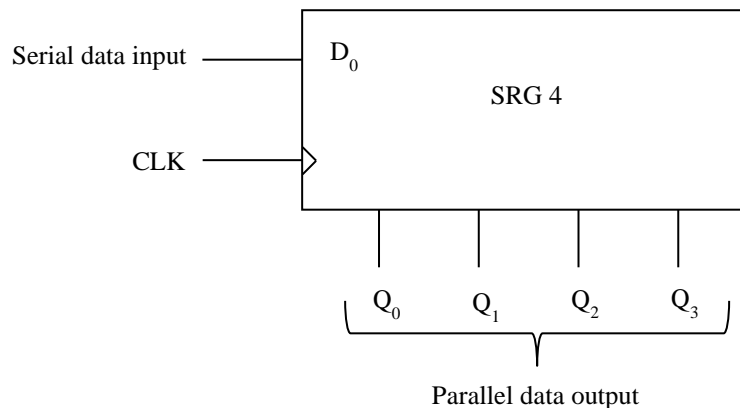 Serial data input
D₀
SRG 4
CLK
Q₀ Q₁ Q₂ Q₃
Parallel data output